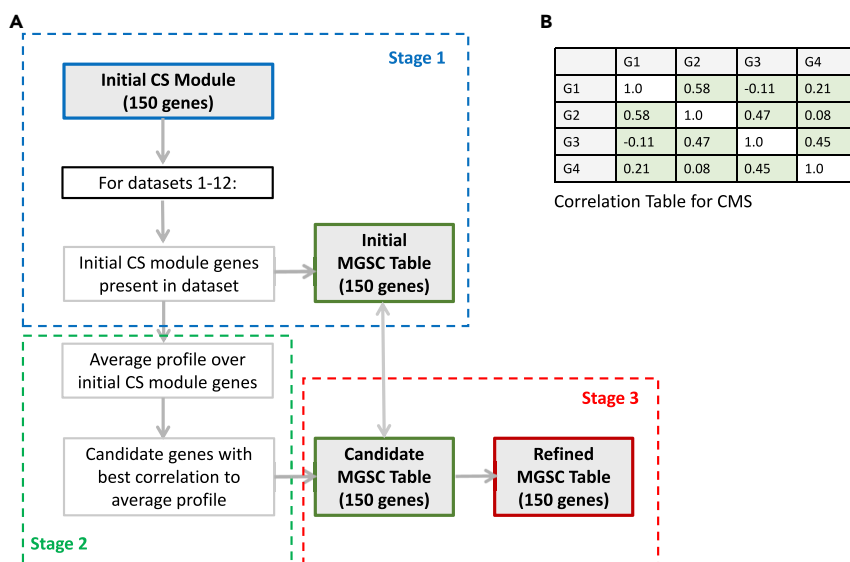 A
Stage 1
Initial CS Module
(150 genes)
For datasets 1-12:
Initial CS module genes
present in dataset
Initial
MGSC Table
(150 genes)
Average profile over
initial CS module genes
Candidate genes with
best correlation to
average profile
Stage 2
Stage 3
Candidate
MGSC Table
(150 genes)
Refined
MGSC Table
(150 genes)
B
G1 G2 G3 G4
G1 1.0 0.58 -0.11 0.21
G2 0.58 1.0 0.47 0.08
G3 -0.11 0.47 1.0 0.45
G4 0.21 0.08 0.45 1.0
Correlation Table for CMS